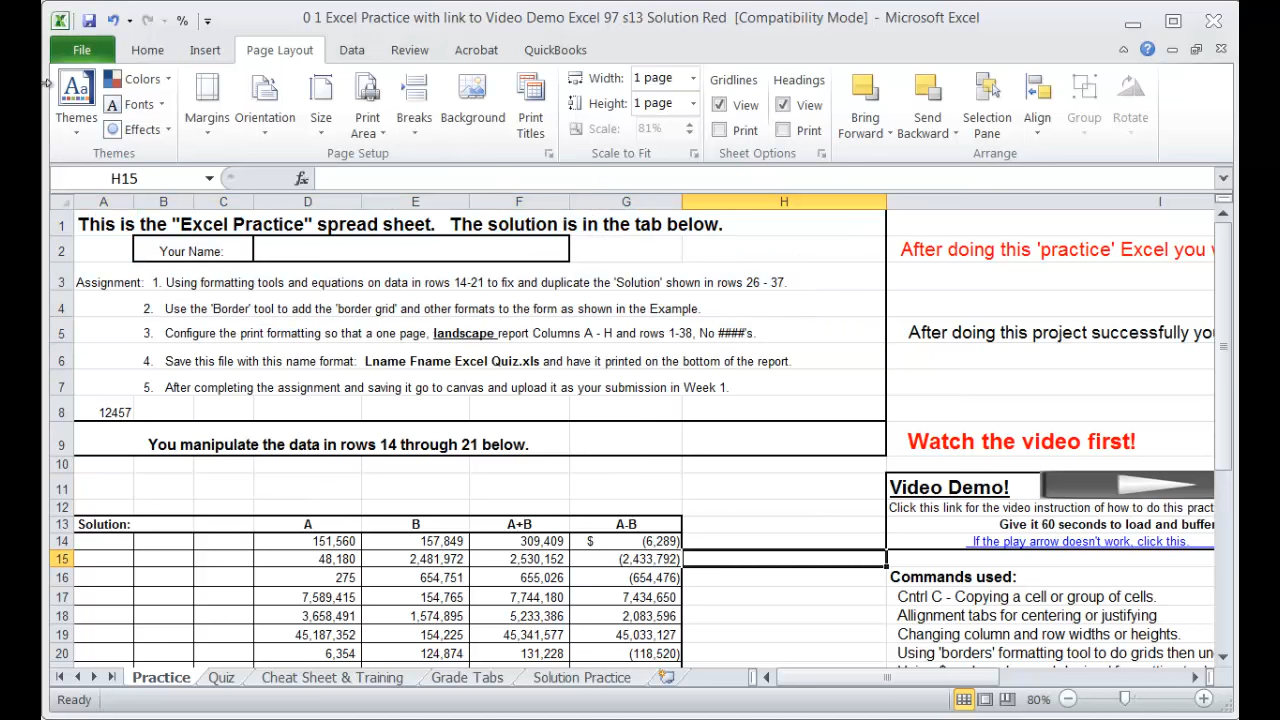 0 1 Excel Practice with link to Video Demo Excel 97 s13 Solution Red [Compatibility Mode] - Microsoft Excel
File Home Insert Page Layout Data Review Acrobat QuickBooks
Themes Colors Fonts Effects Margins Orientation Size Print Area Breaks Background Print Titles Width: 1 page Height: 1 page Scale: 81% Gridlines View Print Headings View Print Bring Forward Send Backward Selection Pane Align Group Rotate
Themes Page Setup Scale to Fit Sheet Options Arrange
H15 fx
A B C D E F G H I
1 This is the "Excel Practice" spread sheet. The solution is in the tab below.
2 Your Name: After doing this 'practice' Excel you
3 Assignment: 1. Using formatting tools and equations on data in rows 14-21 to fix and duplicate the 'Solution' shown in rows 26 - 37.
4 2. Use the 'Border' tool to add the 'border grid' and other formats to the form as shown in the Example.
5 3. Configure the print formatting so that a one page, landscape report Columns A - H and rows 1-38, No ####'s. After doing this project successfully
6 4. Save this file with this name format: Lname Fname Excel Quiz.xls and have it printed on the bottom of the report.
7 5. After completing the assignment and saving it go to canvas and upload it as your submission in Week 1.
8 12457
9 You manipulate the data in rows 14 through 21 below. Watch the video first!
10
11 Video Demo!
12 Click this link for the video instruction of how to do this
13 Solution: A B A+B A-B Give it 60 seconds to load and
14 151,560 157,849 309,409 $ (6,289) If the play arrow doesn't work, click this.
15 48,180 2,481,972 2,530,152 (2,433,792)
16 275 654,751 655,026 (654,476) Commands used:
17 7,589,415 154,765 7,744,180 7,434,650 Cntrl C - Copying a cell or group of cells.
18 3,658,491 1,574,895 5,233,386 2,083,596 Allignment tabs for centering or justifying
19 45,187,352 154,225 45,341,577 45,033,127 Changing column and row widths or heights.
20 6,354 124,874 131,228 (118,520) Using 'borders' formatting tool to do grids then
Practice Quiz Cheat Sheet & Training Grade Tabs Solution Practice
Ready 80%